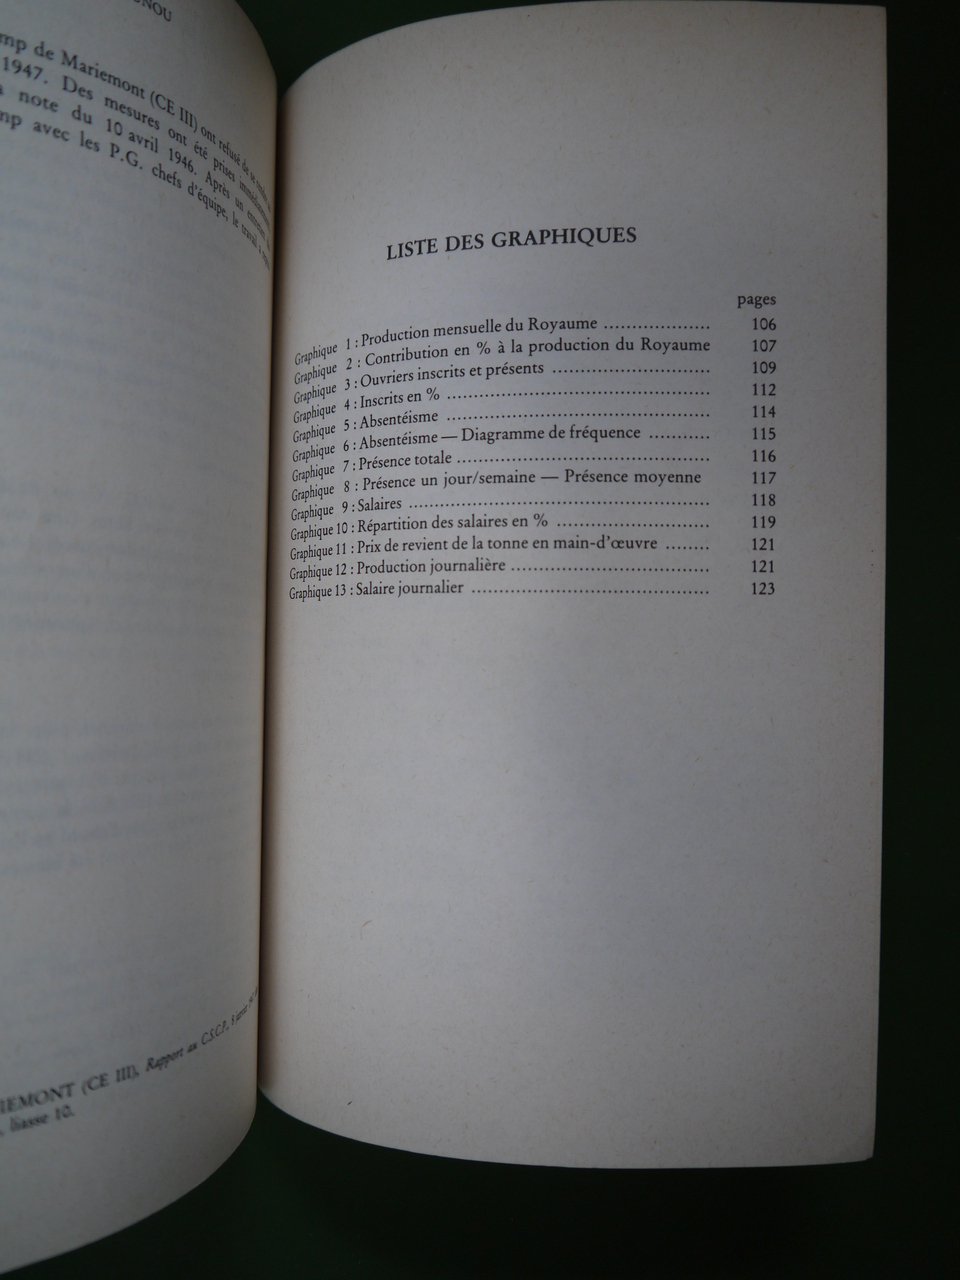 mp de Mariemont (CE III) ont refusé de se
1947. Des mesures ont été prises immédiatement
note du 10 avril 1946. Après un entretien
mp avec les P.G. chefs d'équipe, le travail a
IEMONT (CE III), Rapport au C.S.C.P.,
, liasse 10.
LISTE DES GRAPHIQUES
pages
Graphique 1 : Production mensuelle du Royaume ................... 106
Graphique 2 : Contribution en % à la production du Royaume 107
Graphique 3 : Ouvriers inscrits et présents ............................ 109
Graphique 4 : Inscrits en % ............................................... 112
Graphique 5 : Absentéisme ............................................... 114
Graphique 6 : Absentéisme — Diagramme de fréquence ........... 115
Graphique 7 : Présence totale ............................................. 116
Graphique 8 : Présence un jour/semaine — Présence moyenne 117
Graphique 9 : Salaires ...................................................... 118
Graphique 10 : Répartition des salaires en % ........................... 119
Graphique 11 : Prix de revient de la tonne en main-d'œuvre ........ 121
Graphique 12 : Production journalière ................................... 121
Graphique 13 : Salaire journalier .......................................... 123